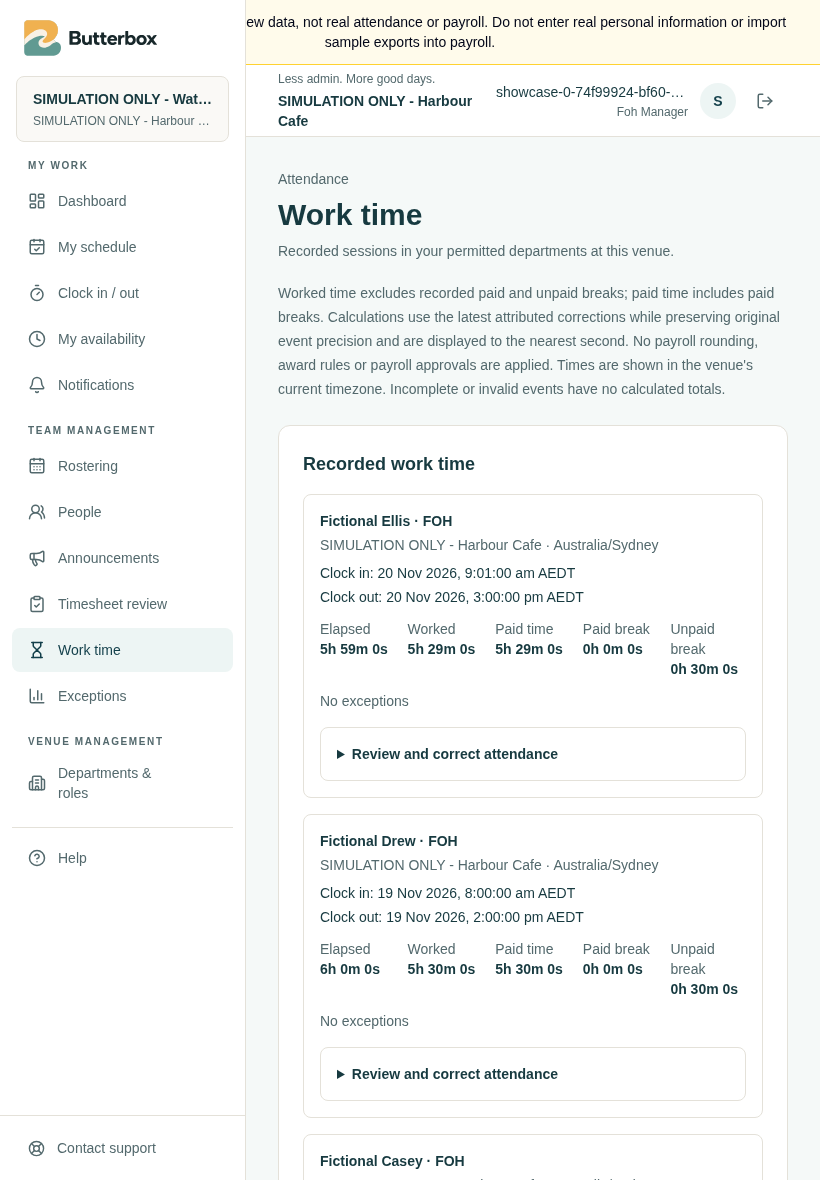 Butterbox
SIMULATION ONLY - Wat…
SIMULATION ONLY - Harbour …
MY WORK
Dashboard
My schedule
Clock in / out
My availability
Notifications
TEAM MANAGEMENT
Rostering
People
Announcements
Timesheet review
Work time
Exceptions
VENUE MANAGEMENT
Departments &
roles
Help
Contact support
ew data, not real attendance or payroll. Do not enter real personal information or import
sample exports into payroll.
Less admin. More good days.
SIMULATION ONLY - Harbour
Cafe
showcase-0-74f99924-bf60-…
Foh Manager
S
Attendance
Work time
Recorded sessions in your permitted departments at this venue.
Worked time excludes recorded paid and unpaid breaks; paid time includes paid
breaks. Calculations use the latest attributed corrections while preserving original
event precision and are displayed to the nearest second. No payroll rounding,
award rules or payroll approvals are applied. Times are shown in the venue's
current timezone. Incomplete or invalid events have no calculated totals.
Recorded work time
Fictional Ellis · FOH
SIMULATION ONLY - Harbour Cafe · Australia/Sydney
Clock in: 20 Nov 2026, 9:01:00 am AEDT
Clock out: 20 Nov 2026, 3:00:00 pm AEDT
Elapsed Worked Paid time Paid break Unpaid
5h 59m 0s 5h 29m 0s 5h 29m 0s 0h 0m 0s break
0h 30m 0s
No exceptions
Review and correct attendance
Fictional Drew · FOH
SIMULATION ONLY - Harbour Cafe · Australia/Sydney
Clock in: 19 Nov 2026, 8:00:00 am AEDT
Clock out: 19 Nov 2026, 2:00:00 pm AEDT
Elapsed Worked Paid time Paid break Unpaid
6h 0m 0s 5h 30m 0s 5h 30m 0s 0h 0m 0s break
0h 30m 0s
No exceptions
Review and correct attendance
Fictional Casey · FOH